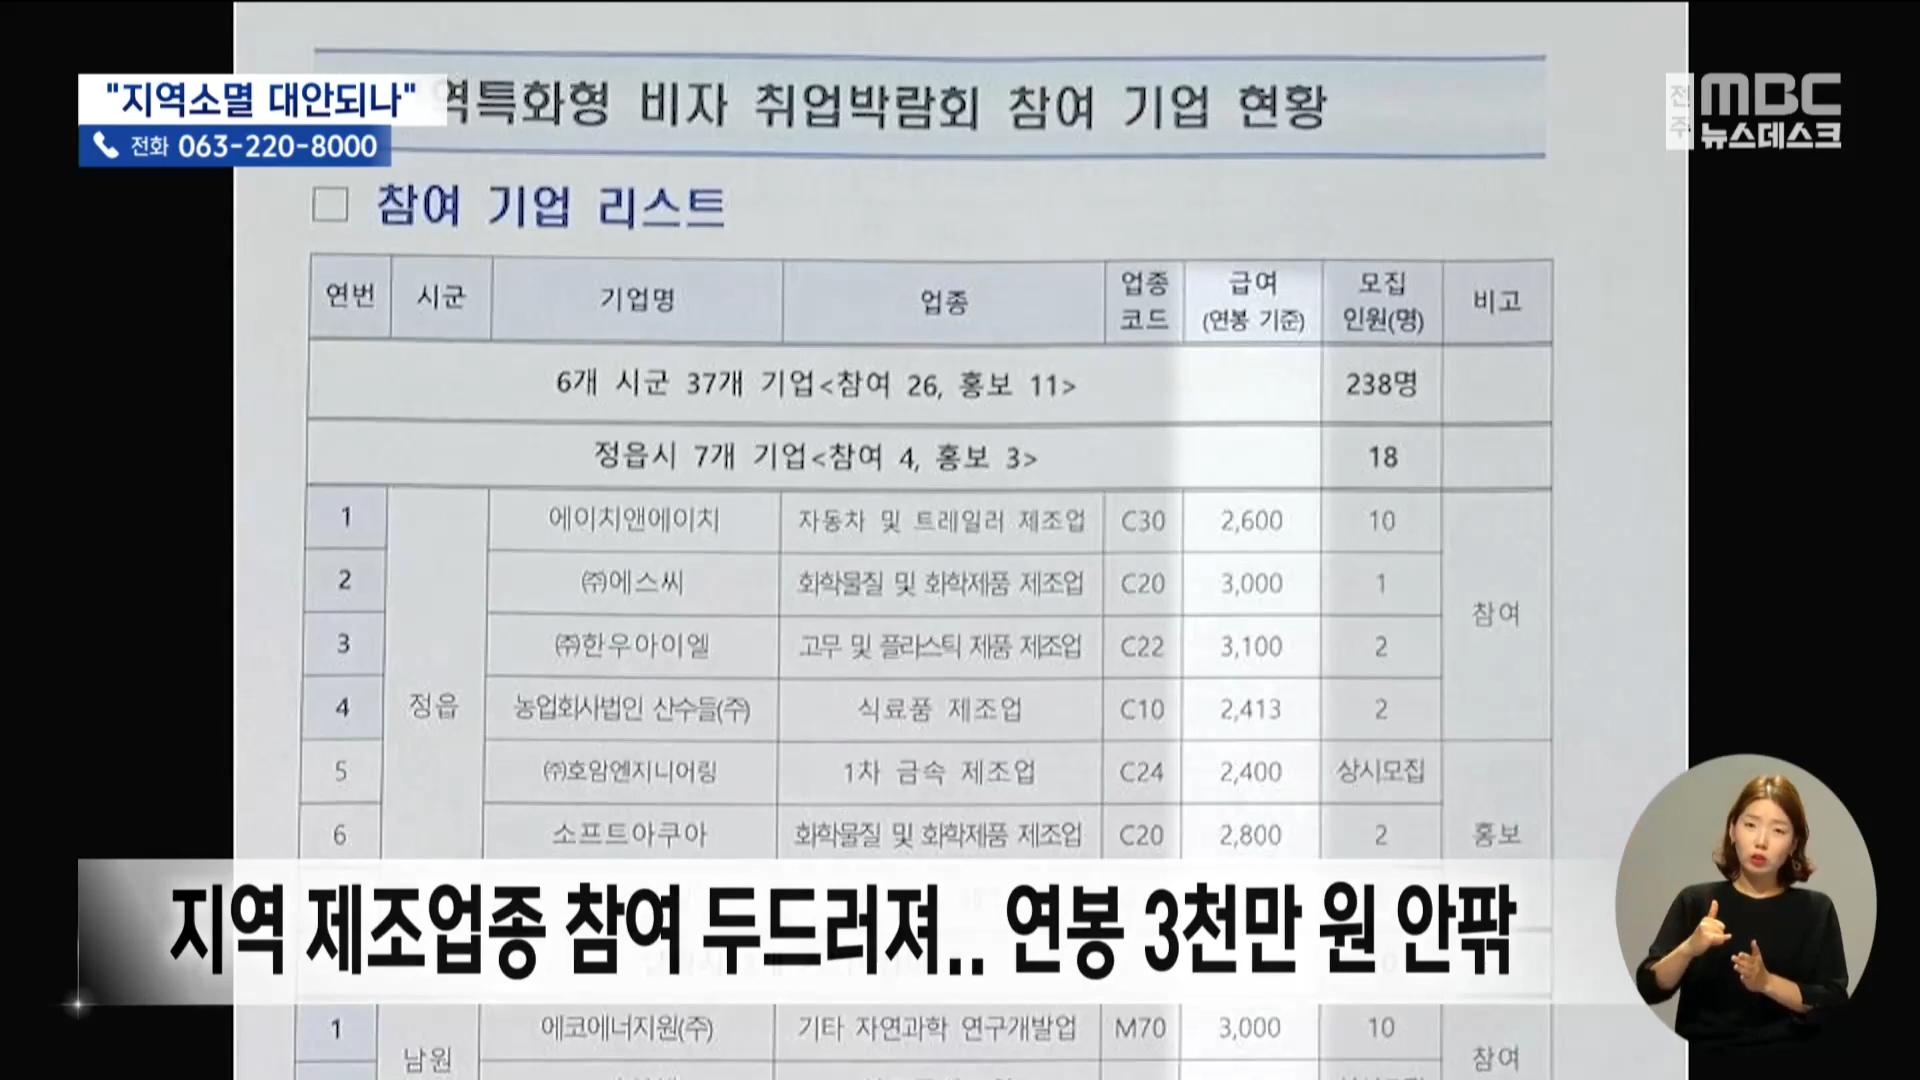 "지역소멸 대안되나"
전화 063-220-8000
역특화형 비자 취업박람회 참여 기업 현황
전주 MBC
뉴스데스크
□ 참여 기업 리스트
연번 시군 기업명 업종 업종코드 급여 (연봉 기준) 모집인원(명) 비고
6개 시군 37개 기업<참여 26, 홍보 11> 238명
정읍시 7개 기업<참여 4, 홍보 3> 18
1 에이치앤에이치 자동차 및 트레일러 제조업 C30 2,600 10
2 ㈜에스씨 화학물질 및 화학제품 제조업 C20 3,000 1
참여
3 ㈜한우아이엘 고무 및 플라스틱 제품 제조업 C22 3,100 2
4 정읍 농업회사법인 산수들(주) 식료품 제조업 C10 2,413 2
5 ㈜호암엔지니어링 1차 금속 제조업 C24 2,400 상시모집
6 소프트아쿠아 화학물질 및 화학제품 제조업 C20 2,800 2 홍보
지역 제조업종 참여 두드러져.. 연봉 3천만 원 안팎
1 에코에너지원(주) 기타 자연과학 연구개발업 M70 3,000 10
남원 참여